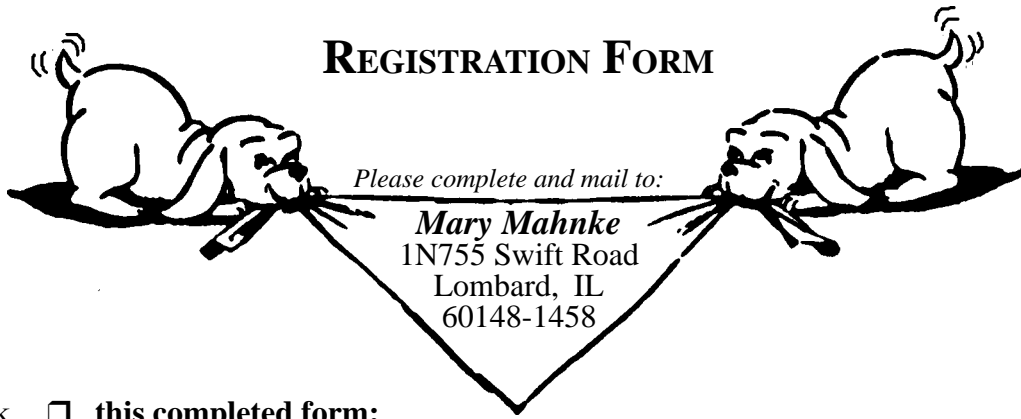 REGISTRATION FORM
Please complete and mail to:
Mary Mahnke
1N755 Swift Road
Lombard, IL
60148-1458
this completed form: